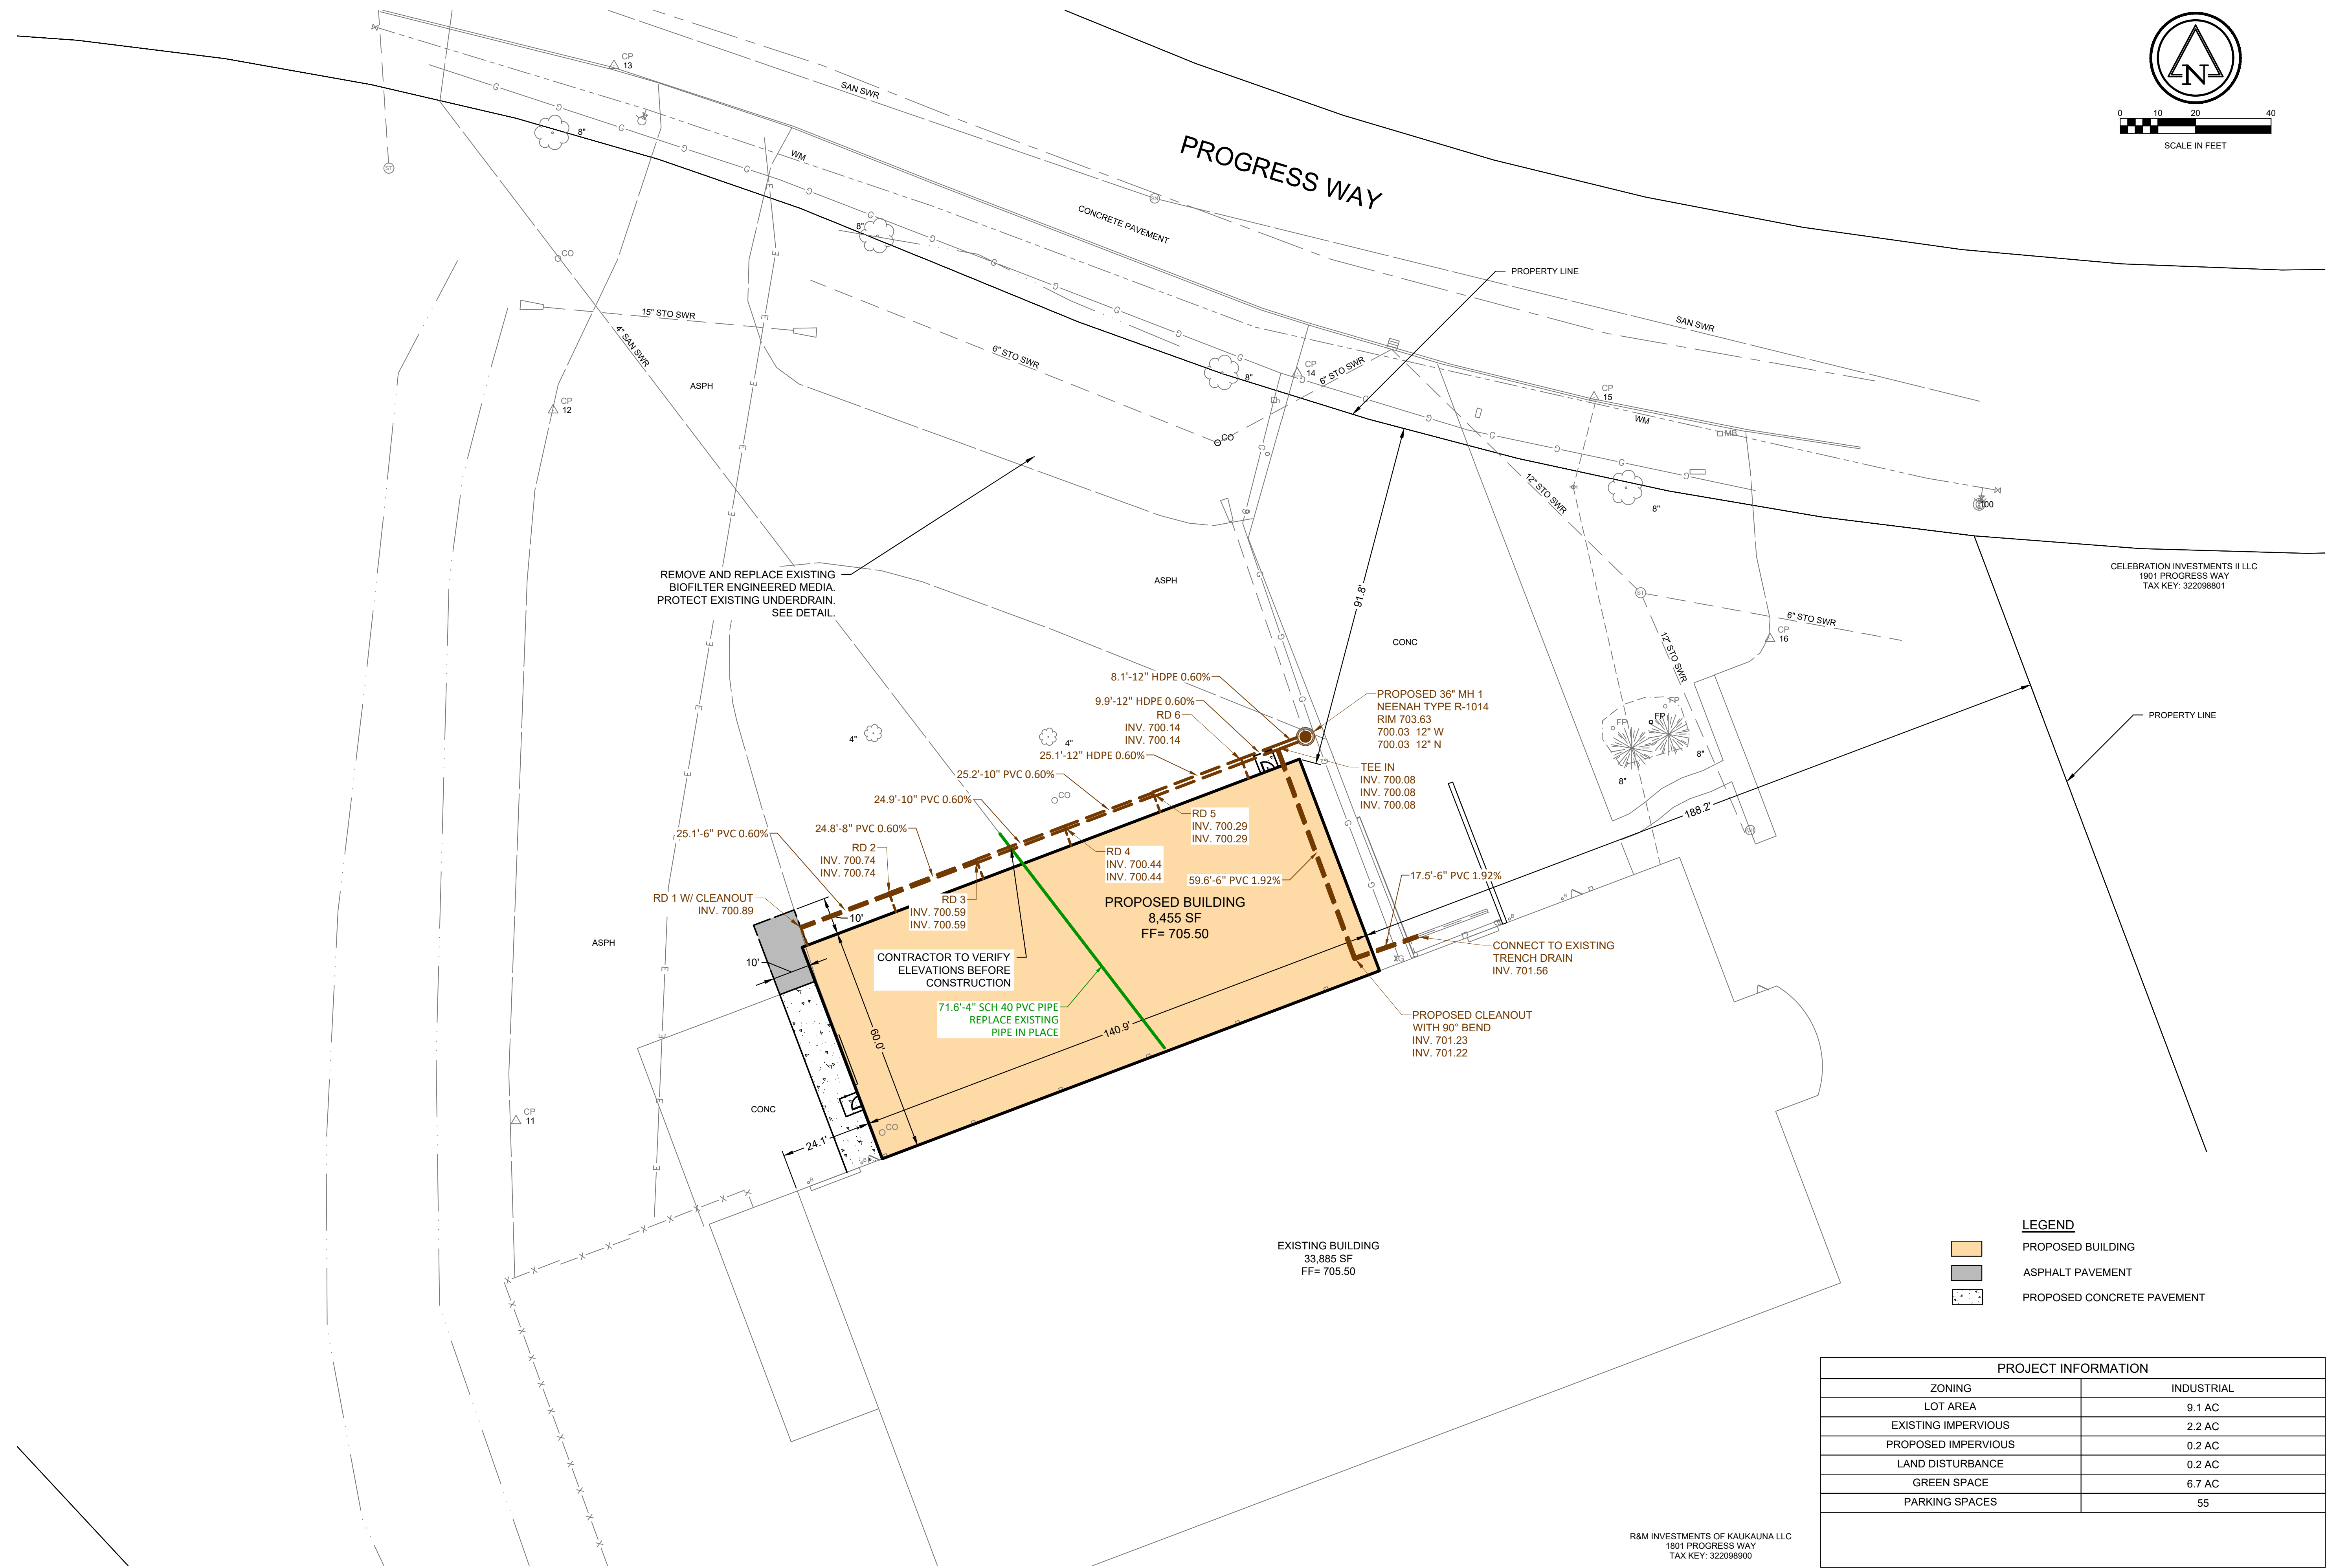 N
0 10 20 40
SCALE IN FEET
CP
13
SAN SWR
8"
ST
WM
PROGRESS WAY
SN
CONCRETE PAVEMENT
8"
CO
PROPERTY LINE
15" STO SWR
4" SAN SWR
6" STO SWR
SAN SWR
6" STO SWR
CP
14
8"
ASPH
CP
12
CP
15
WM
MB
CO
12" STO SWR
8"
REMOVE AND REPLACE EXISTING
BIOFILTER ENGINEERED MEDIA.
PROTECT EXISTING UNDERDRAIN.
SEE DETAIL.
ASPH
91.8'
CELEBRATION INVESTMENTS II LLC
1901 PROGRESS WAY
TAX KEY: 322098801
ST
6" STO SWR
CP
16
CONC
12" STO SWR
8.1'-12" HDPE 0.60%
9.9'-12" HDPE 0.60%
RD 6
INV. 700.14
INV. 700.14
25.1'-12" HDPE 0.60%
25.2'-10" PVC 0.60%
24.9'-10" PVC 0.60%
24.8'-8" PVC 0.60%
25.1'-6" PVC 0.60%
PROPOSED 36" MH 1
NEENAH TYPE R-1014
RIM 703.63
700.03 12" W
700.03 12" N
TEE IN
INV. 700.08
INV. 700.08
INV. 700.08
FP
FP
FP
8"
8"
PROPERTY LINE
4"
4"
CO
188.2'
RD 5
INV. 700.29
INV. 700.29
RD 4
INV. 700.44
INV. 700.44
RD 2
INV. 700.74
INV. 700.74
RD 1 W/ CLEANOUT
INV. 700.89
RD 3
INV. 700.59
INV. 700.59
10'
59.6'-6" PVC 1.92%
17.5'-6" PVC 1.92%
PROPOSED BUILDING
8,455 SF
FF= 705.50
ASPH
10'
CONTRACTOR TO VERIFY
ELEVATIONS BEFORE
CONSTRUCTION
CONNECT TO EXISTING
TRENCH DRAIN
INV. 701.56
71.6'-4" SCH 40 PVC PIPE
REPLACE EXISTING
PIPE IN PLACE
PROPOSED CLEANOUT
WITH 90° BEND
INV. 701.23
INV. 701.22
60.0'
140.9'
CONC
CP
11
CO
24.1'
EXISTING BUILDING
33,885 SF
FF= 705.50
LEGEND
PROPOSED BUILDING
ASPHALT PAVEMENT
PROPOSED CONCRETE PAVEMENT
PROJECT INFORMATION
ZONING INDUSTRIAL
LOT AREA 9.1 AC
EXISTING IMPERVIOUS 2.2 AC
PROPOSED IMPERVIOUS 0.2 AC
LAND DISTURBANCE 0.2 AC
GREEN SPACE 6.7 AC
PARKING SPACES 55
R&M INVESTMENTS OF KAUKAUNA LLC
1801 PROGRESS WAY
TAX KEY: 322098900